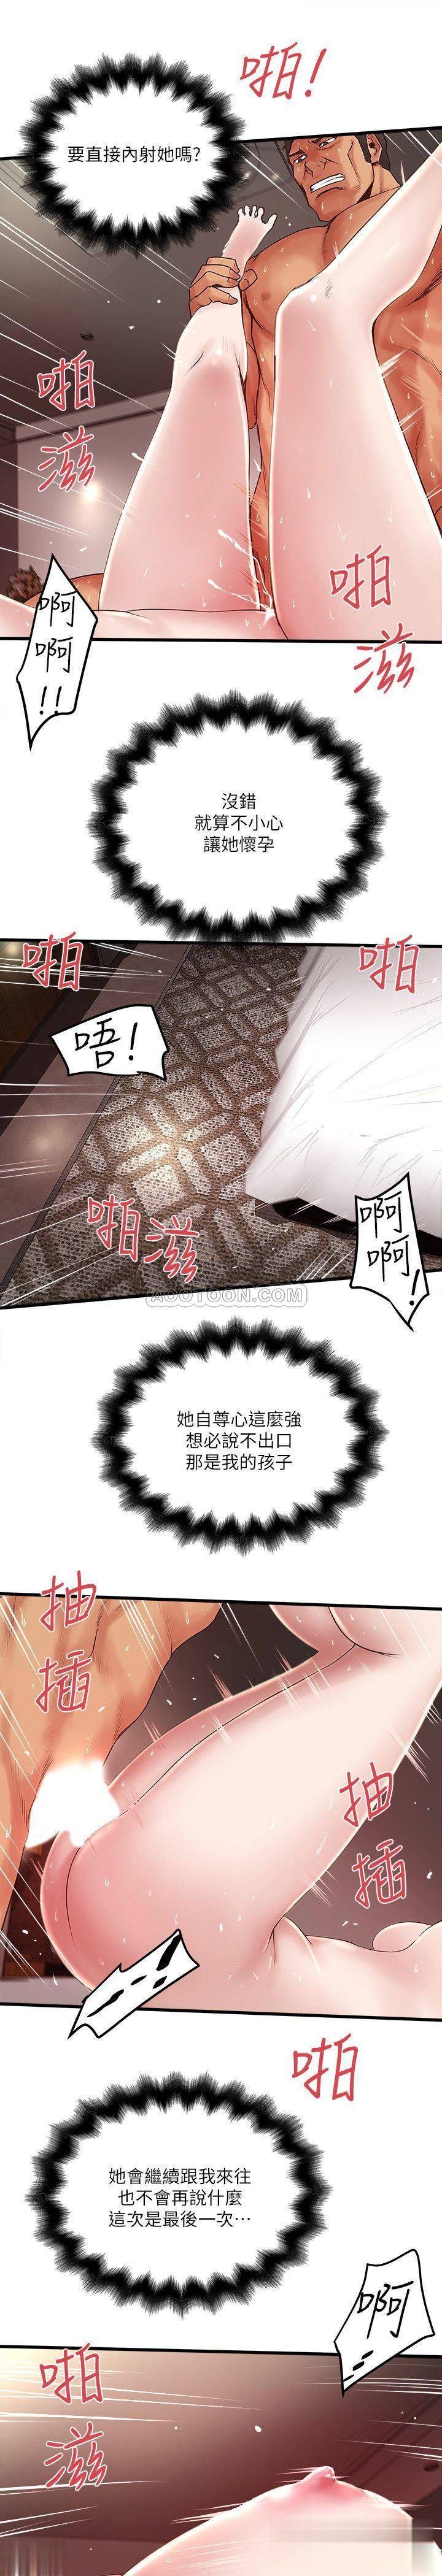 啪!
要直接內射她嗎?
啪
滋
啪
滋
啊
啊
!!
沒錯
就算不小心
讓她懷孕
啪
啪
唔!
啪
滋
啊
啊!
她自尊心這麼強
想必說不出口
那是我的孩子
抽
插
抽
插
啪
她會繼續跟我來往
也不會再說什麼
這次是最後一次…
啊
啪
滋